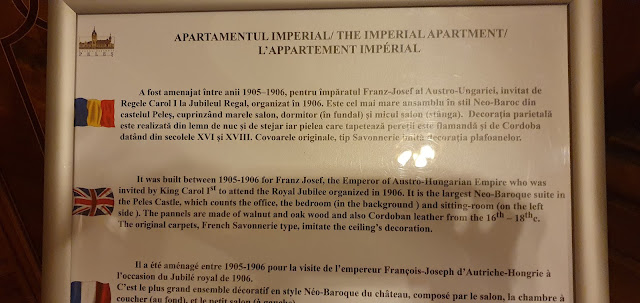 PELEȘ
APARTAMENTUL IMPERIAL/ THE IMPERIAL APARTMENT/
L'APPARTEMENT IMPÉRIAL
A fost amenajat între anii 1905–1906, pentru împăratul Franz-Josef al Austro-Ungariei, invitat de
Regele Carol I la Jubileul Regal, organizat în 1906. Este cel mai mare ansamblu în stil Neo-Baroc din
castelul Peleș, cuprinzând marele salon, dormitor (în fundal) și micul salon (stânga). Decorația parietală
este realizată din lemn de nuc și de stejar iar pielea care tapetează pereții este flamandă și de Cordoba
datând din secolele XVI și XVIII. Covoarele originale, tip Savonnerie imită decorația plafoanelor.
It was built between 1905-1906 for Franz Josef, the Emperor of Austro-Hungarian Empire who was
invited by King Carol Iˢᵗ to attend the Royal Jubilee organized in 1906. It is the largest Neo-Baroque suite in
the Peles Castle, which counts the office, the bedroom (in the background ) and sitting-room (on the left
side ). The pannels are made of walnut and oak wood and also Cordoban leather from the 16ᵗʰ – 18ᵗʰc.
The original carpets, French Savonnerie type, imitate the ceiling's decoration.
Il a été aménagé entre 1905-1906 pour la visite de l'empereur François-Joseph d'Autriche-Hongrie à
l'occasion du Jubilé royal de 1906.
C'est le plus grand ensemble décoratif en style Néo-Baroque du château, composé par le salon, la chambre à
coucher (au fond), et le petit salon (à gauche)